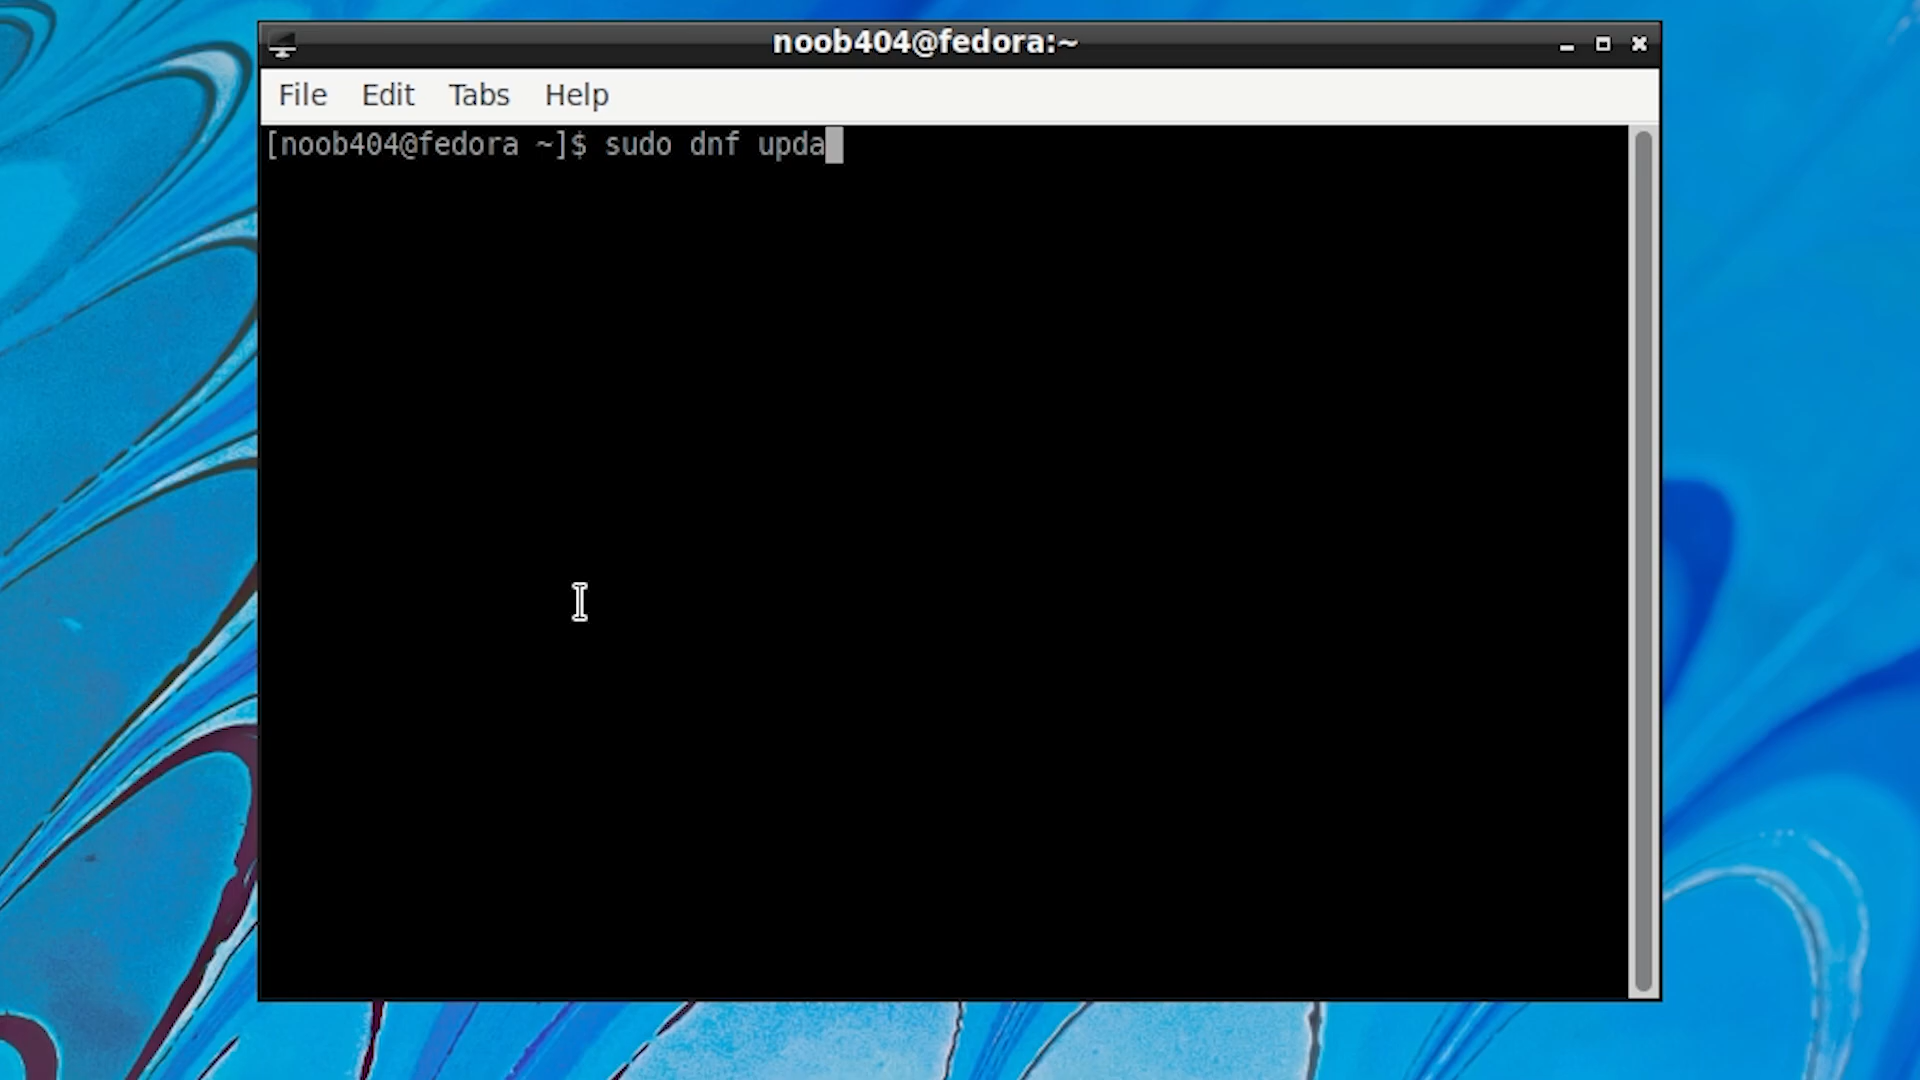 noob404@fedora:~
File Edit Tabs Help
[noob404@fedora ~]$ sudo dnf upda